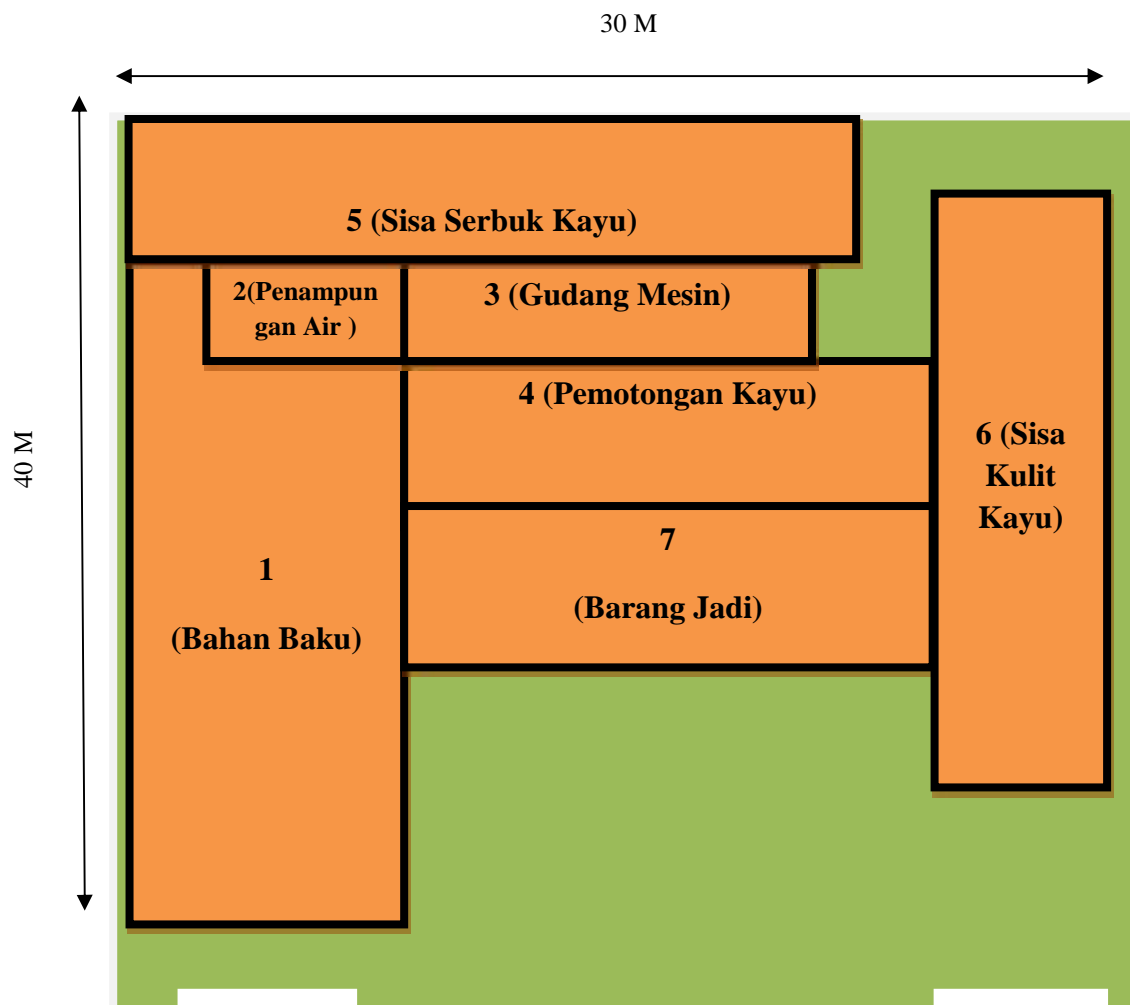 30 M
40 M
5 (Sisa Serbuk Kayu)
2(Penampun
gan Air )
3 (Gudang Mesin)
4 (Pemotongan Kayu)
6 (Sisa
Kulit
Kayu)
7
(Barang Jadi)
1
(Bahan Baku)